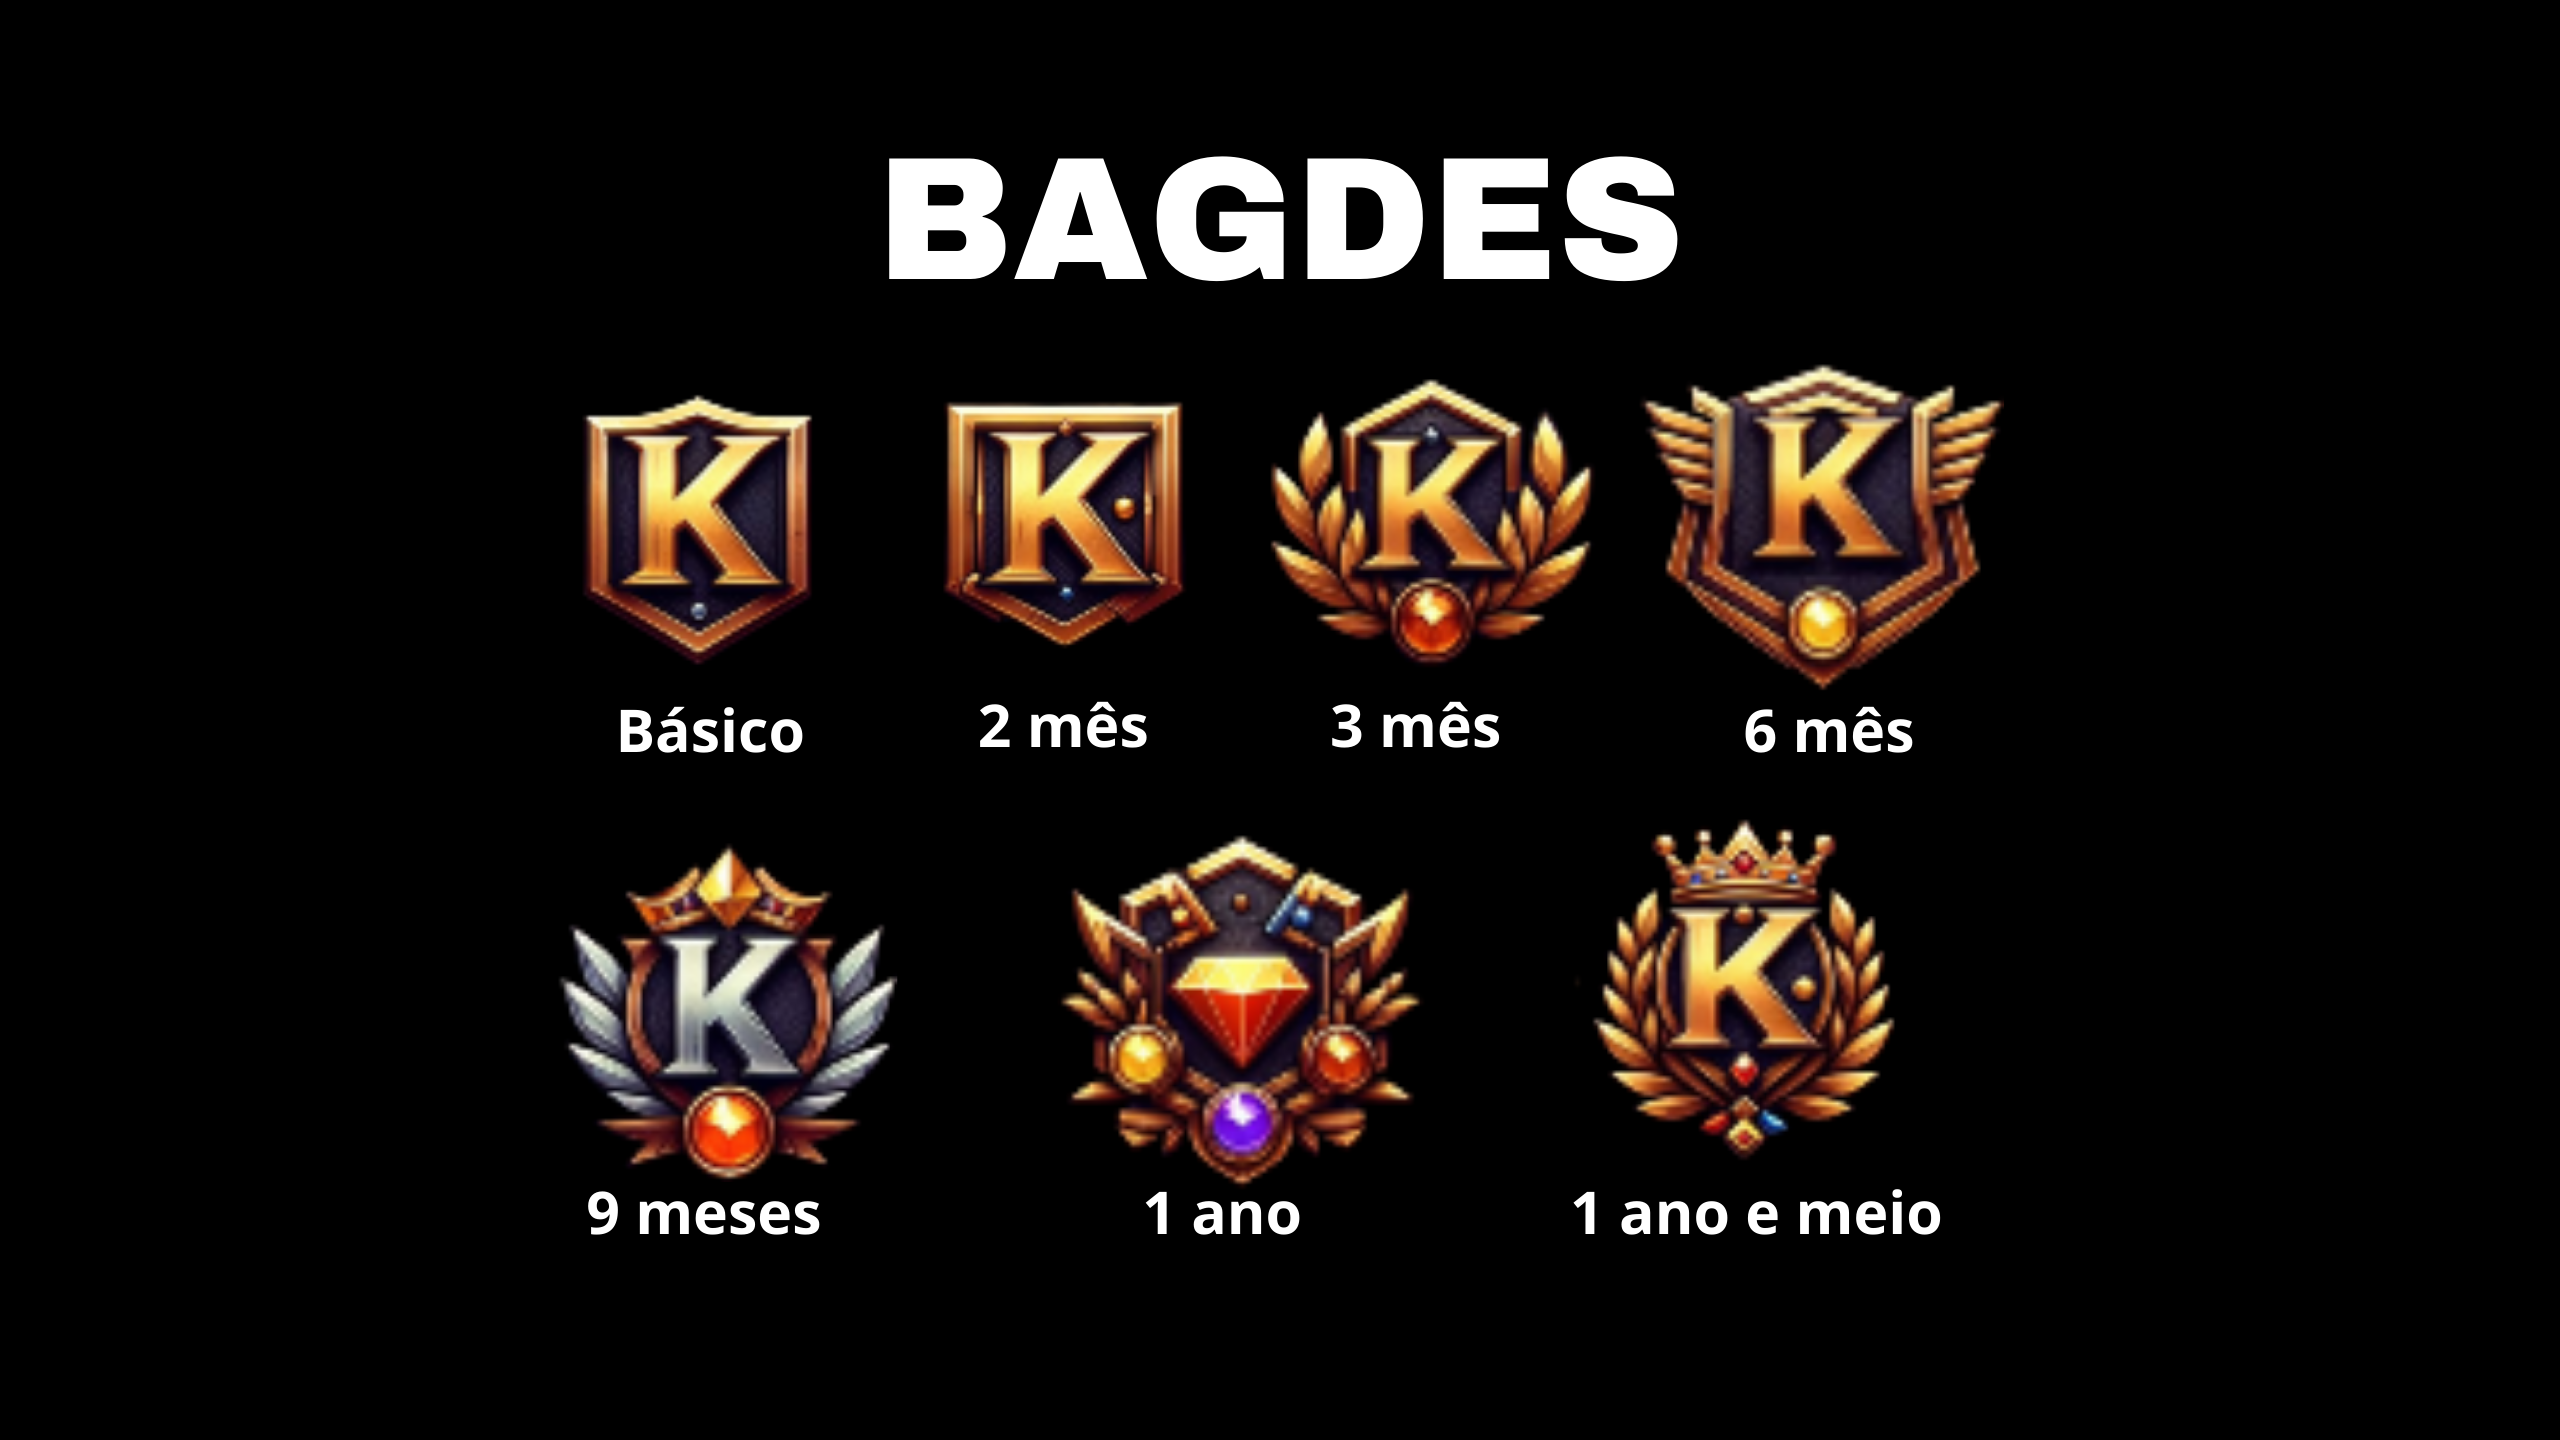 BAGDES
K K K K
Básico 2 mês 3 mês 6 mês
K K
9 meses 1 ano 1 ano e meio